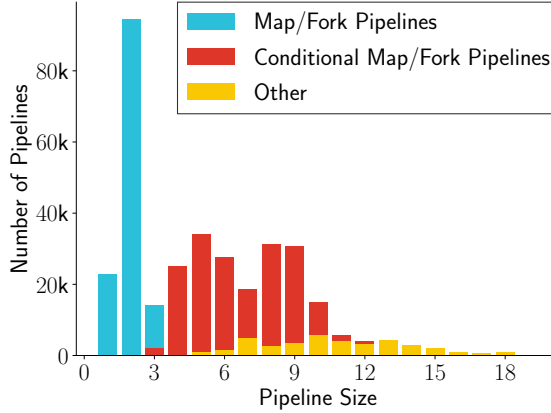 Map/Fork Pipelines
Conditional Map/Fork Pipelines
Other
Number of Pipelines
80k
60k
40k
20k
0
0 3 6 9 12 15 18
Pipeline Size